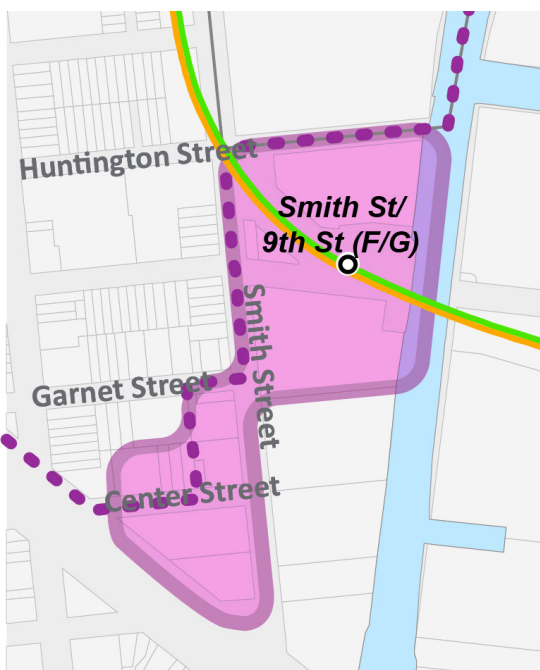 Huntington Street
Smith St/
9th St (F/G)
Smith Street
Garnet Street
Center Street